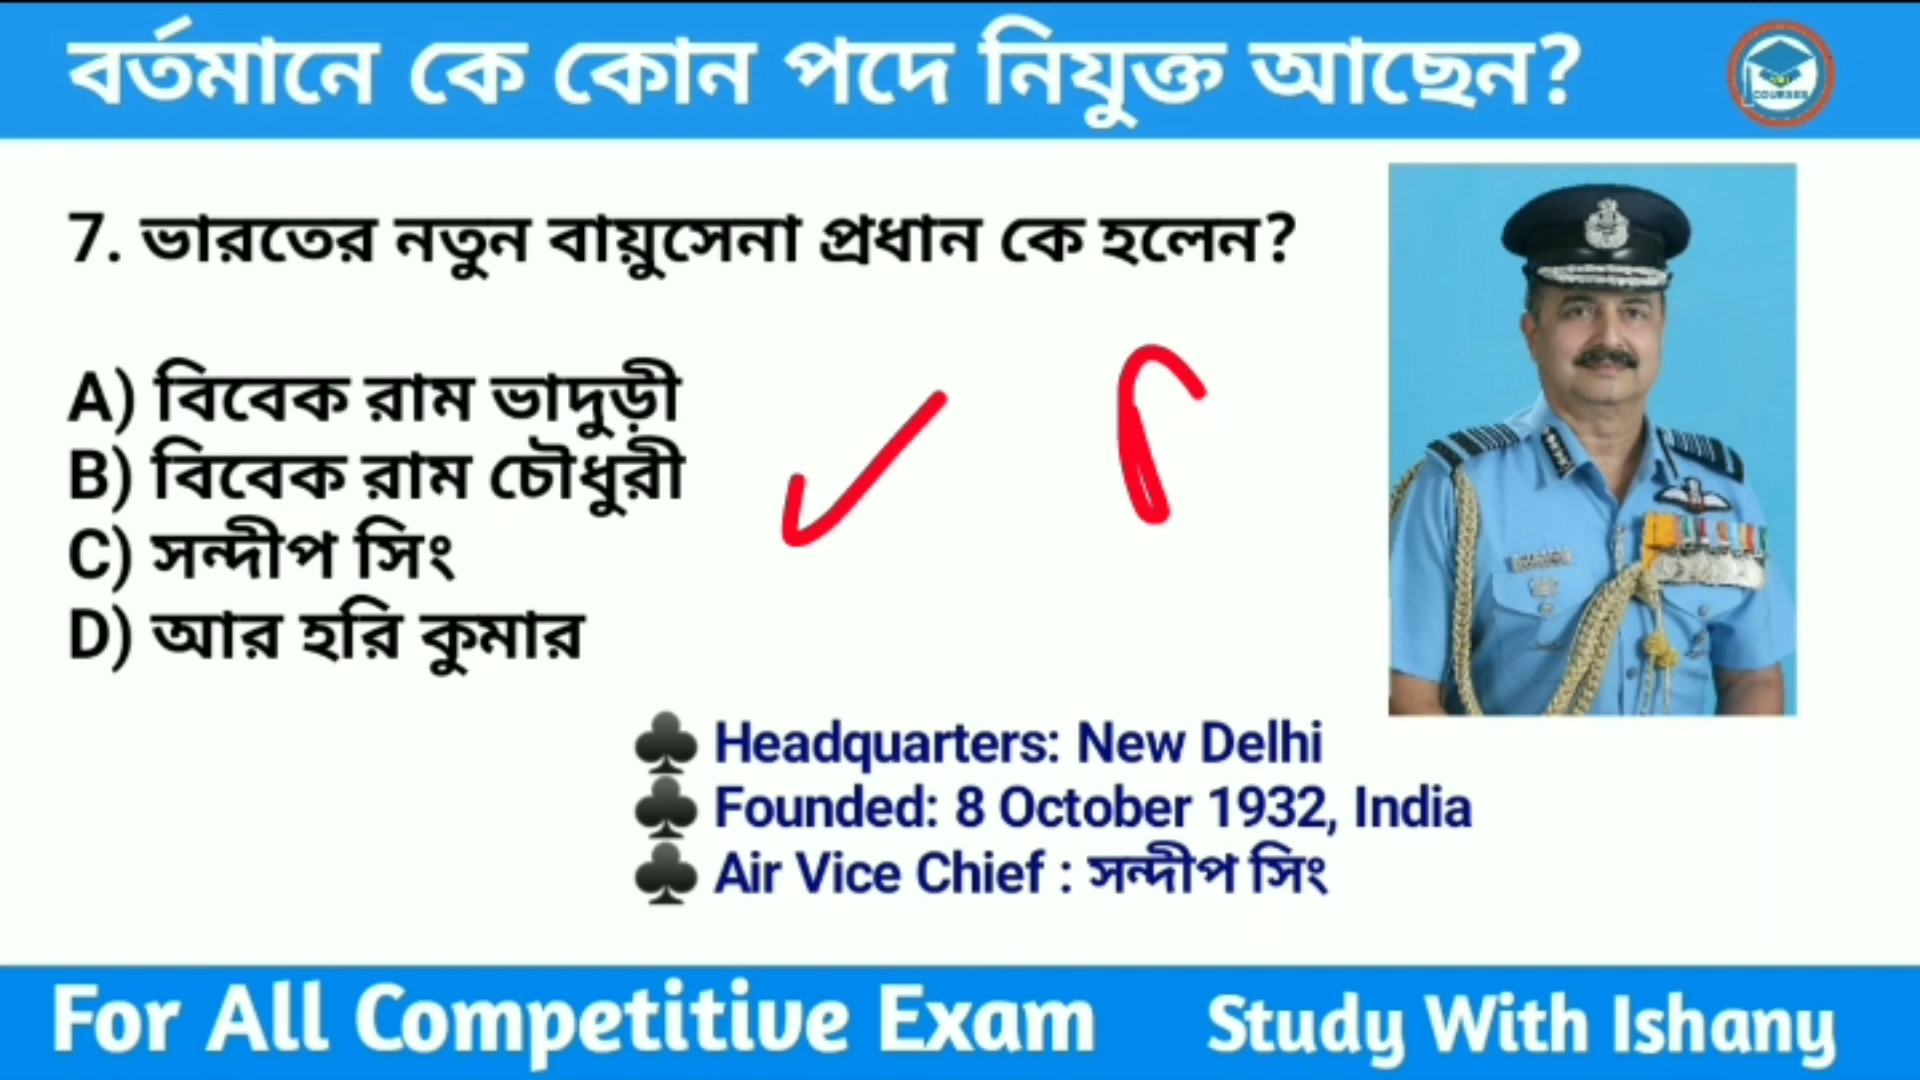 বর্তমানে কে কোন পদে নিযুক্ত আছেন?
COURSES
7. ভারতের নতুন বায়ুসেনা প্রধান কে হলেন?
A) বিবেক রাম ভাদুড়ী
B) বিবেক রাম চৌধুরী
C) সন্দীপ সিং
D) আর হরি কুমার
♣ Headquarters: New Delhi
♣ Founded: 8 October 1932, India
♣ Air Vice Chief : সন্দীপ সিং
For All Competitive Exam Study With Ishany